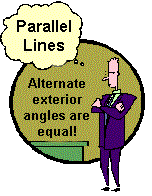 Parallel
Lines
Alternate
exterior
angles are
equal!